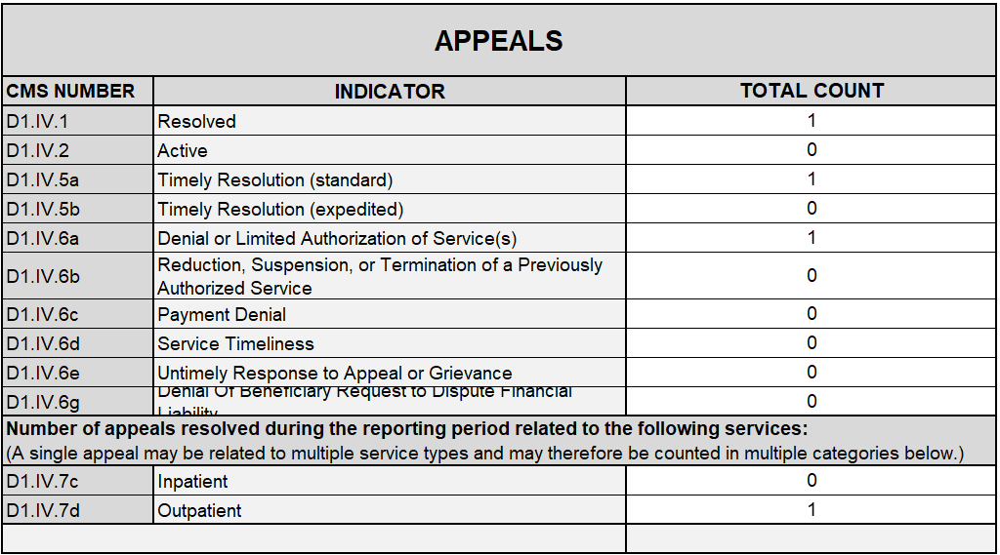 APPEALS
CMS NUMBER INDICATOR TOTAL COUNT
D1.IV.1 Resolved 1
D1.IV.2 Active 0
D1.IV.5a Timely Resolution (standard) 1
D1.IV.5b Timely Resolution (expedited) 0
D1.IV.6a Denial or Limited Authorization of Service(s) 1
D1.IV.6b Reduction, Suspension, or Termination of a Previously
Authorized Service 0
D1.IV.6c Payment Denial 0
D1.IV.6d Service Timeliness 0
D1.IV.6e Untimely Response to Appeal or Grievance 0
D1.IV.6g Denial Of Beneficiary Request to Dispute Financial
Liability 0
Number of appeals resolved during the reporting period related to the following services:
(A single appeal may be related to multiple service types and may therefore be counted in multiple categories below.)
D1.IV.7c Inpatient 0
D1.IV.7d Outpatient 1